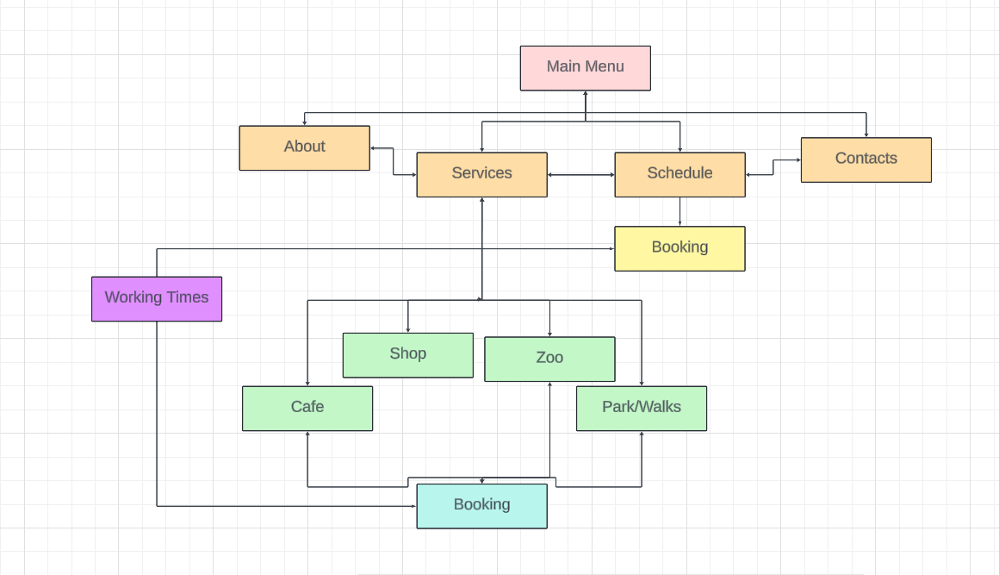 Main Menu
About
Services
Schedule
Contacts
Booking
Working Times
Shop
Zoo
Cafe
Park/Walks
Booking